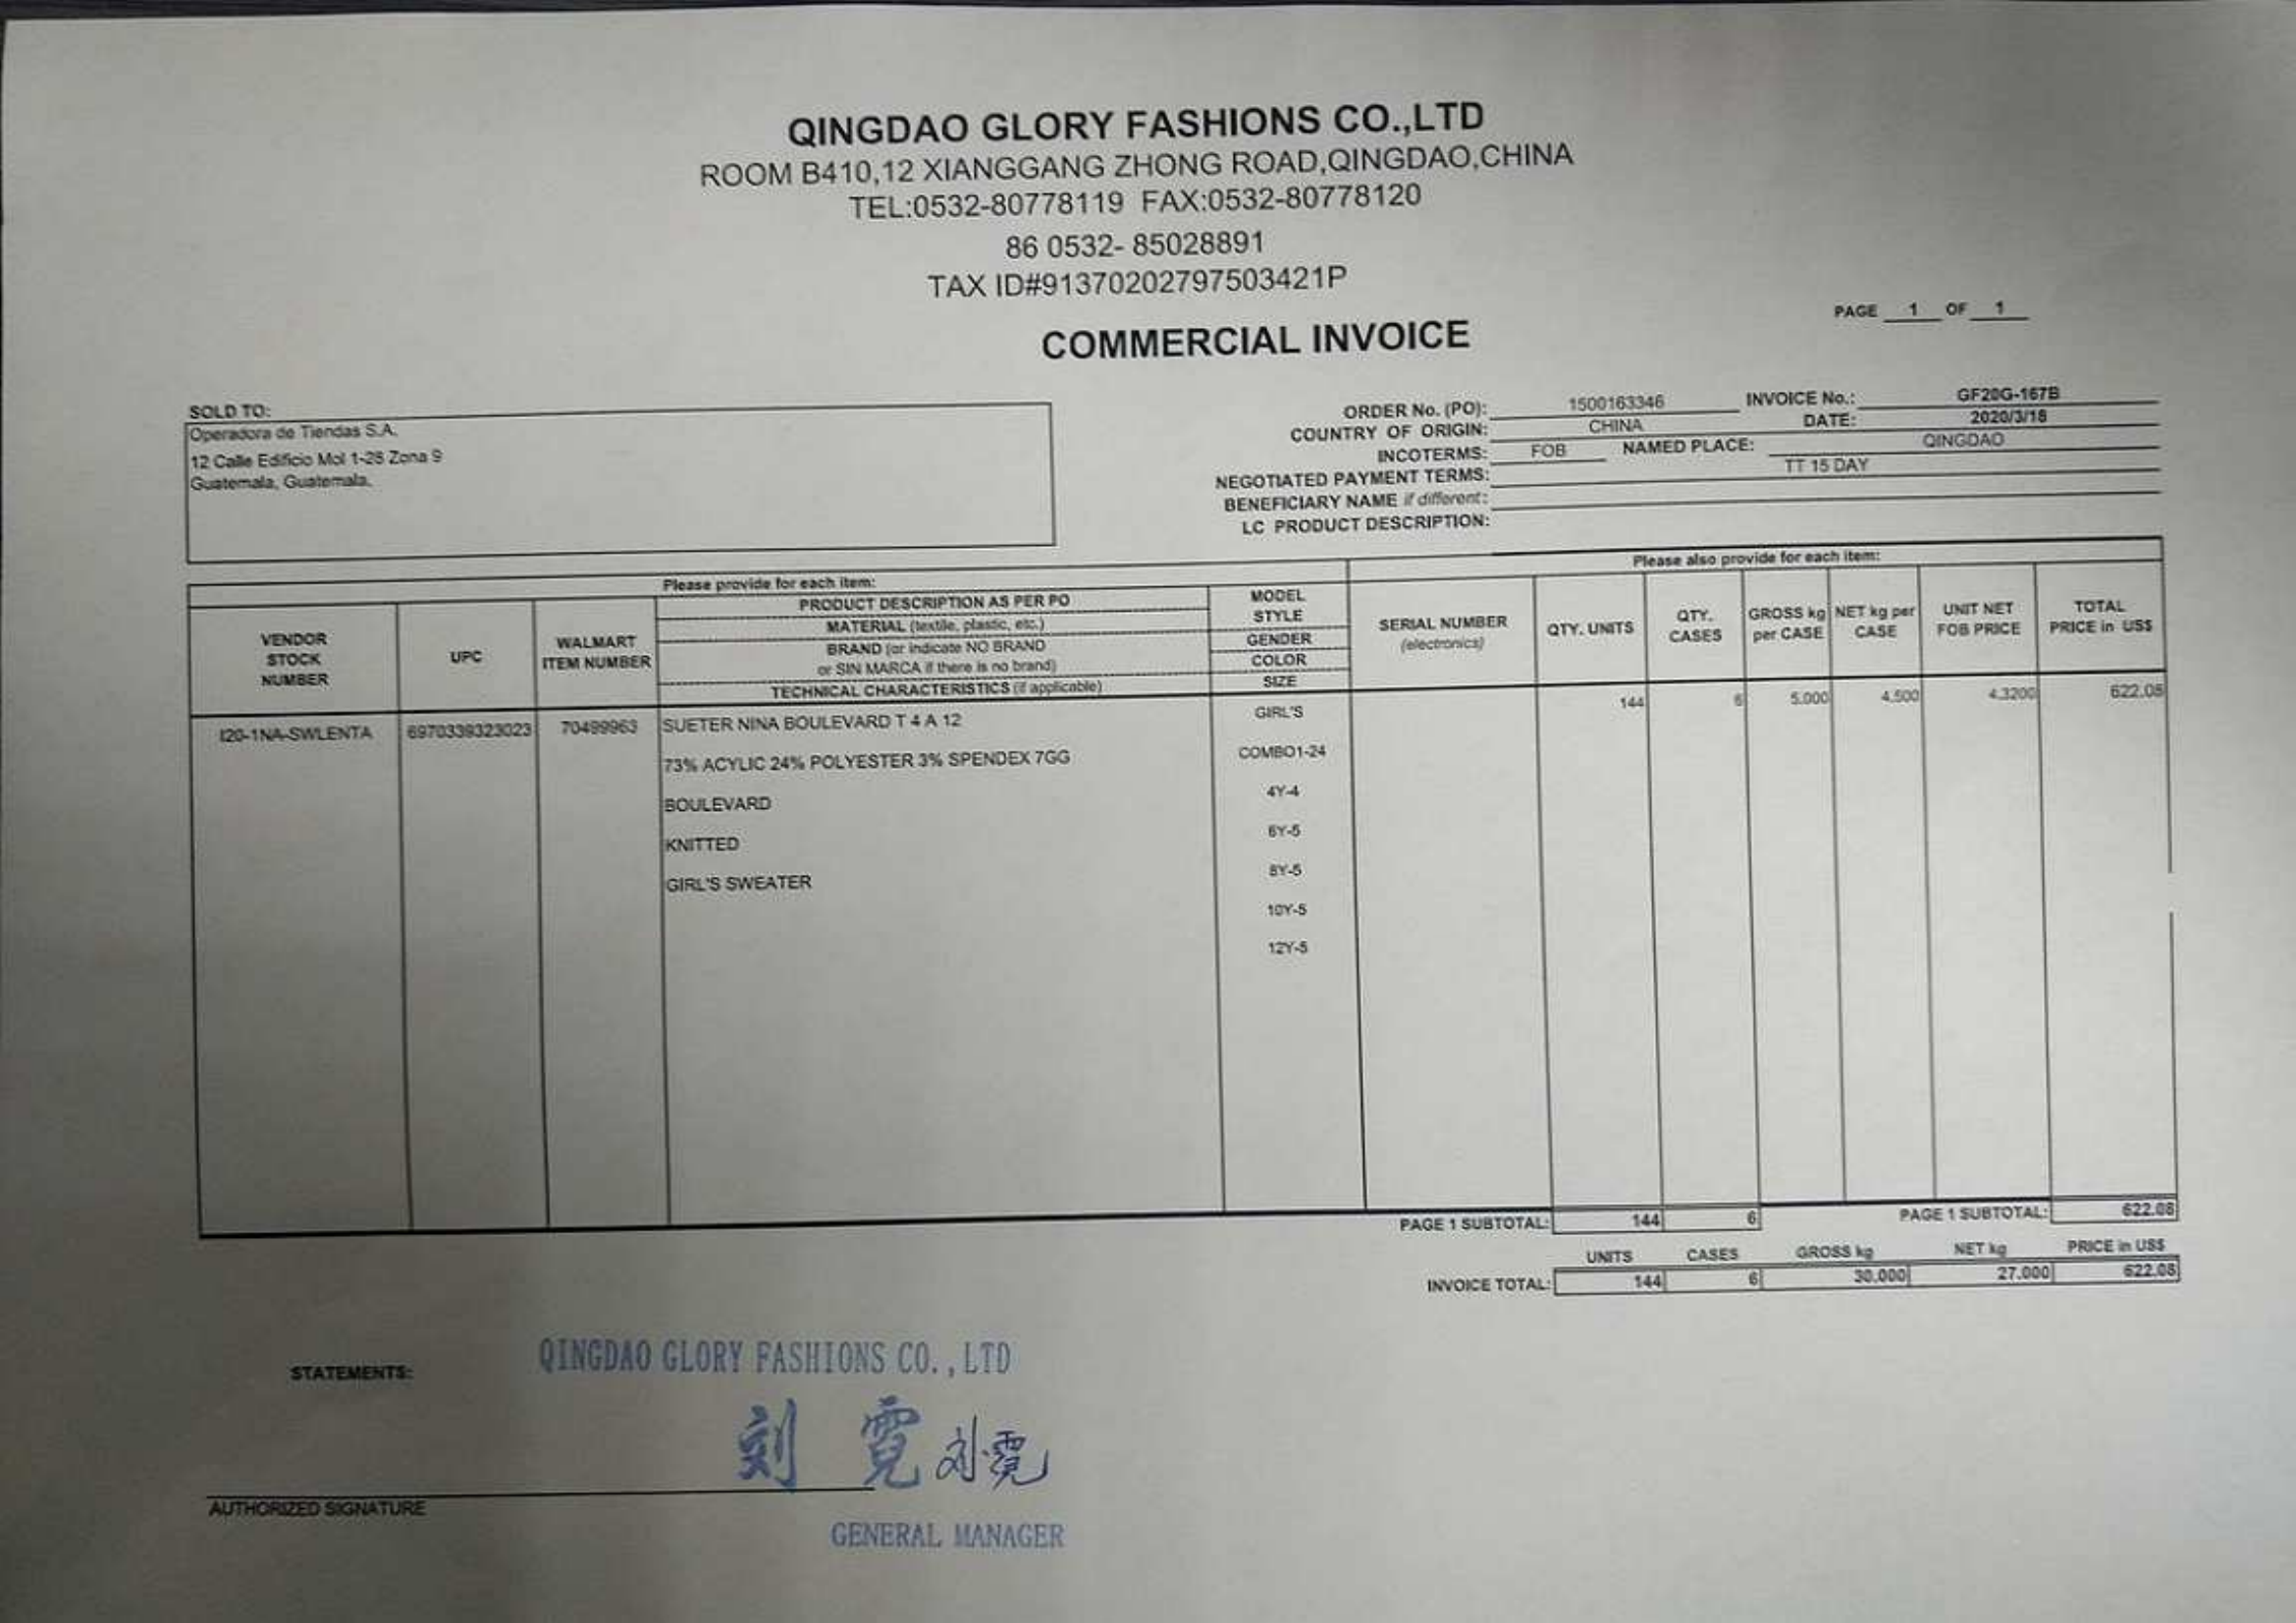 QINGDAO GLORY FASHIONS CO.,LTD
ROOM B410,12 XIANGGANG ZHONG ROAD,QINGDAO,CHINA
TEL:0532-80778119 FAX:0532-80778120
86 0532- 85028891
TAX ID#91370202797503421P
PAGE 1 OF 1
COMMERCIAL INVOICE
SOLD TO:
Operadora de Tiendas S.A.
12 Calle Edificio Mol 1-25 Zona 9
Guatemala, Guatemala.
ORDER No. (PO): 1500163346 INVOICE No.: GF20G-167B
COUNTRY OF ORIGIN: CHINA DATE: 2020/3/18
INCOTERMS: FOB NAMED PLACE: QINGDAO
NEGOTIATED PAYMENT TERMS: TT 15 DAY
BENEFICIARY NAME if different:
LC PRODUCT DESCRIPTION:
Please provide for each item:
Please also provide for each item:
VENDOR STOCK NUMBER
UPC
WALMART ITEM NUMBER
PRODUCT DESCRIPTION AS PER PO
MATERIAL (textile, plastic, etc.)
BRAND (or indicate NO BRAND
or SIN MARCA if there is no brand)
TECHNICAL CHARACTERISTICS (if applicable)
MODEL
STYLE
GENDER
COLOR
SIZE
SERIAL NUMBER
(electronics)
QTY. UNITS
QTY. CASES
GROSS kg per CASE
NET kg per CASE
UNIT NET FOB PRICE
TOTAL PRICE in US$
I20-1NA-SWLENTA 6970339323023 70499963 SUETER NINA BOULEVARD T 4 A 12 GIRL'S 144 6 5.000 4.500 4.3200 622.08
73% ACYLIC 24% POLYESTER 3% SPENDEX 7GG COMBO1-24
BOULEVARD 4Y-4
KNITTED 6Y-5
GIRL'S SWEATER 8Y-5
10Y-5
12Y-5
PAGE 1 SUBTOTAL: 144 6 PAGE 1 SUBTOTAL: 622.08
UNITS CASES GROSS kg NET kg PRICE in US$
INVOICE TOTAL: 144 6 30.000 27.000 622.08
STATEMENTS:
QINGDAO GLORY FASHIONS CO.,LTD
刘 霓 刘霓
AUTHORIZED SIGNATURE
GENERAL MANAGER